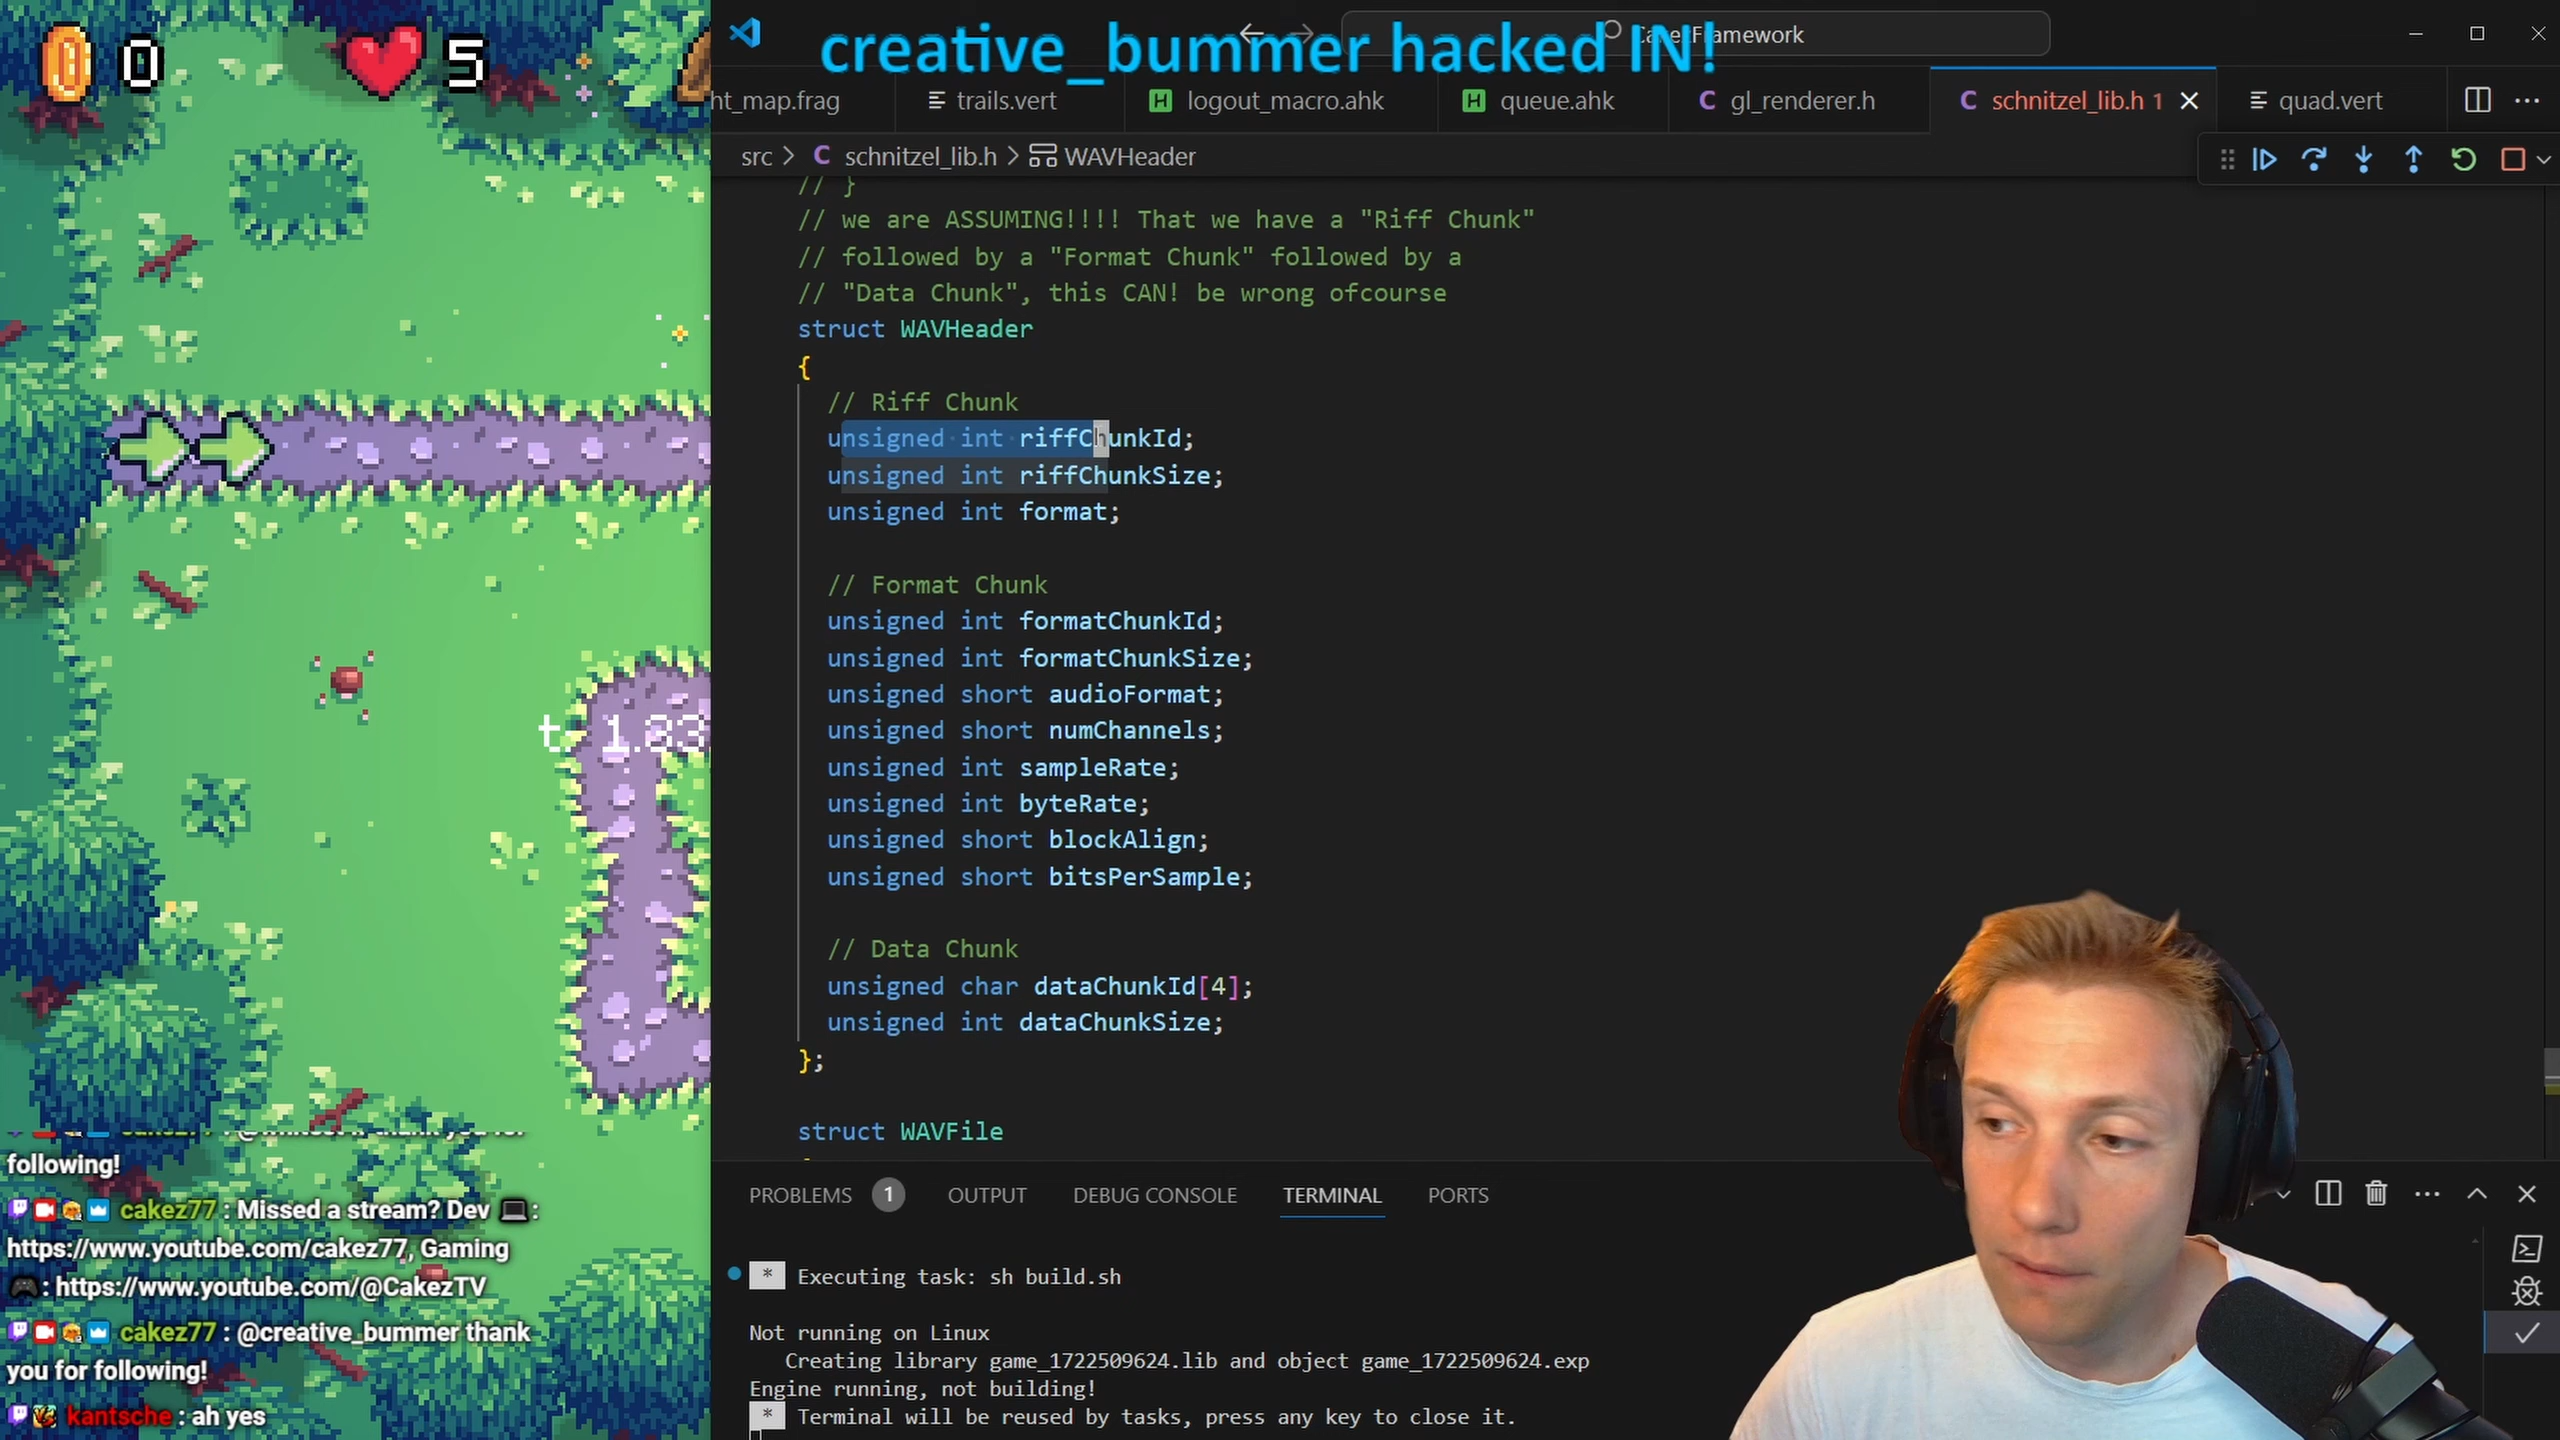 0
5
t 1.83
following!
cakez77 : Missed a stream? Dev 💻 :
https://www.youtube.com/cakez77, Gaming
🎮 : https://www.youtube.com/@CakezTV
cakez77 : @creative_bummer thank
you for following!
kantsche : ah yes
creative_bummer hacked IN!
ht_map.frag
trails.vert
logout_macro.ahk
queue.ahk
gl_renderer.h
schnitzel_lib.h 1
quad.vert
src > C schnitzel_lib.h > WAVHeader
// }
// we are ASSUMING!!!! That we have a "Riff Chunk"
// followed by a "Format Chunk" followed by a
// "Data Chunk", this CAN! be wrong ofcourse
struct WAVHeader
{
// Riff Chunk
unsigned int riffChunkId;
unsigned int riffChunkSize;
unsigned int format;
// Format Chunk
unsigned int formatChunkId;
unsigned int formatChunkSize;
unsigned short audioFormat;
unsigned short numChannels;
unsigned int sampleRate;
unsigned int byteRate;
unsigned short blockAlign;
unsigned short bitsPerSample;
// Data Chunk
unsigned char dataChunkId[4];
unsigned int dataChunkSize;
};
struct WAVFile
PROBLEMS 1 OUTPUT DEBUG CONSOLE TERMINAL PORTS
* Executing task: sh build.sh
Not running on Linux
Creating library game_1722509624.lib and object game_1722509624.exp
Engine running, not building!
* Terminal will be reused by tasks, press any key to close it.